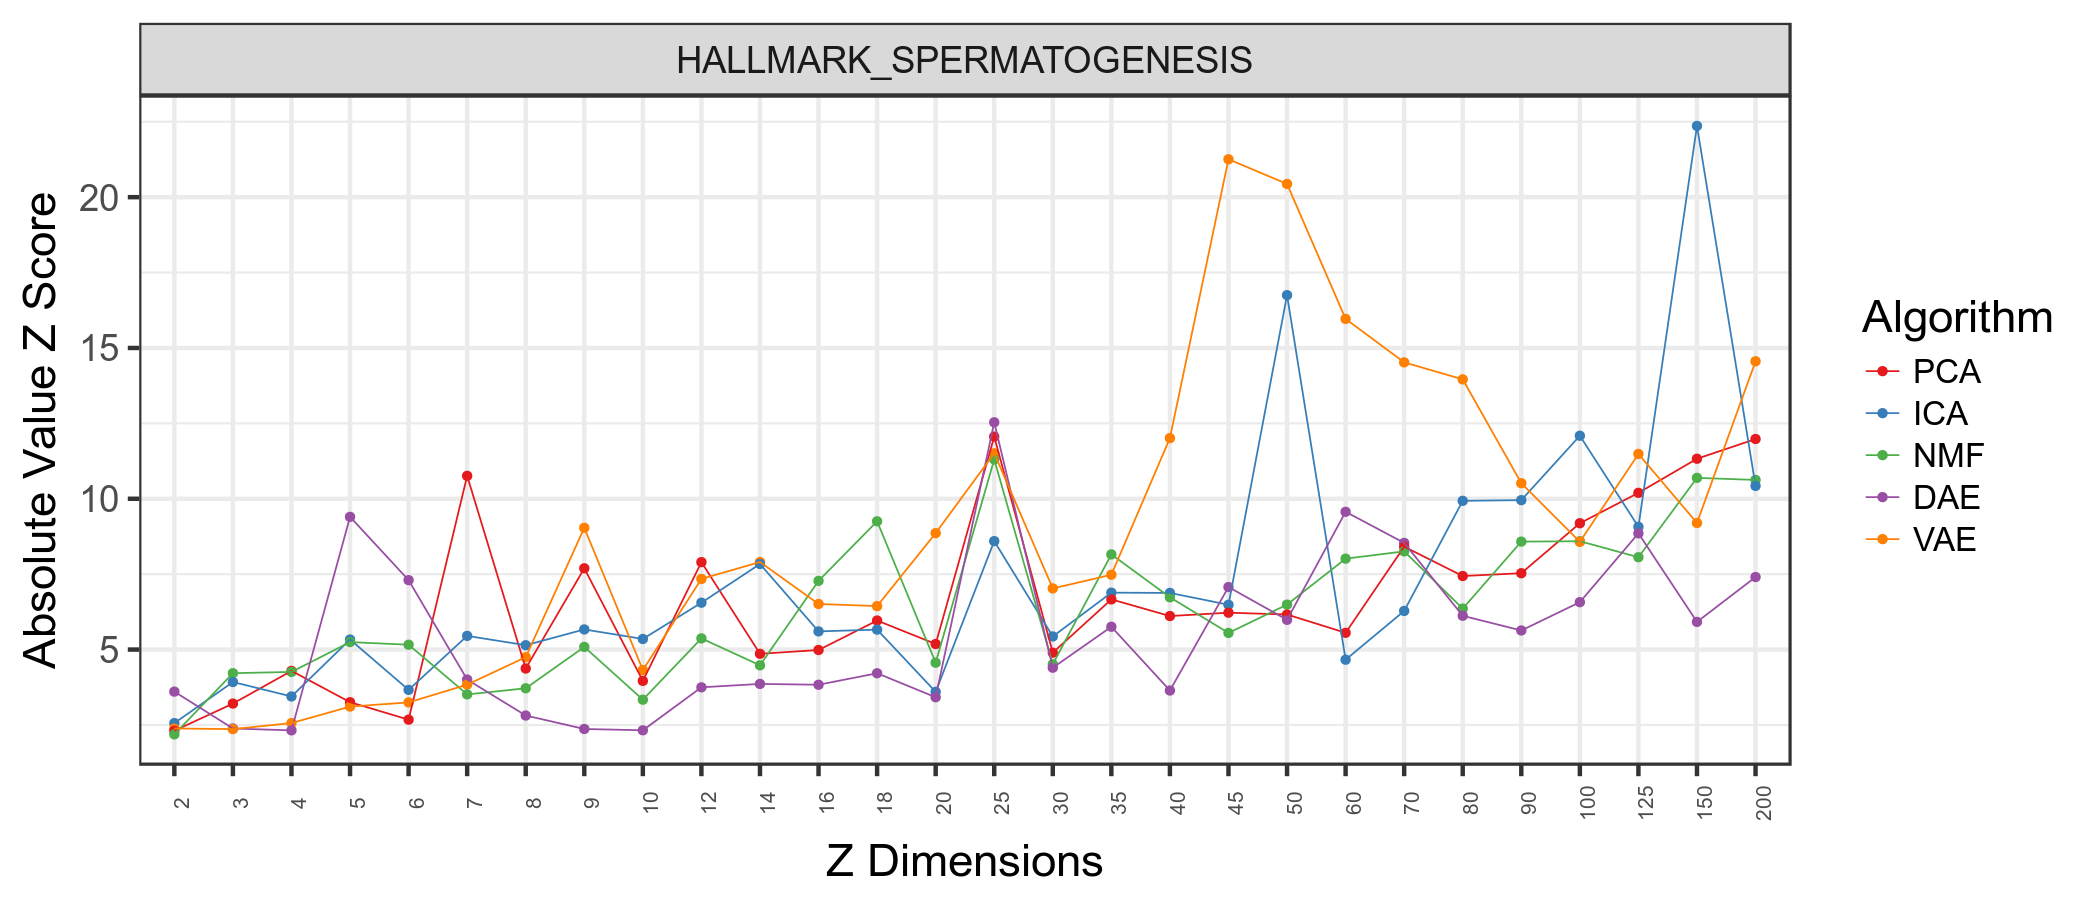 HALLMARK_SPERMATOGENESIS
Absolute Value Z Score
20
15
10
5
2 3 4 5 6 7 8 9 10 12 14 16 18 20 25 30 35 40 45 50 60 70 80 90 100 125 150 200
Z Dimensions
Algorithm
PCA
ICA
NMF
DAE
VAE